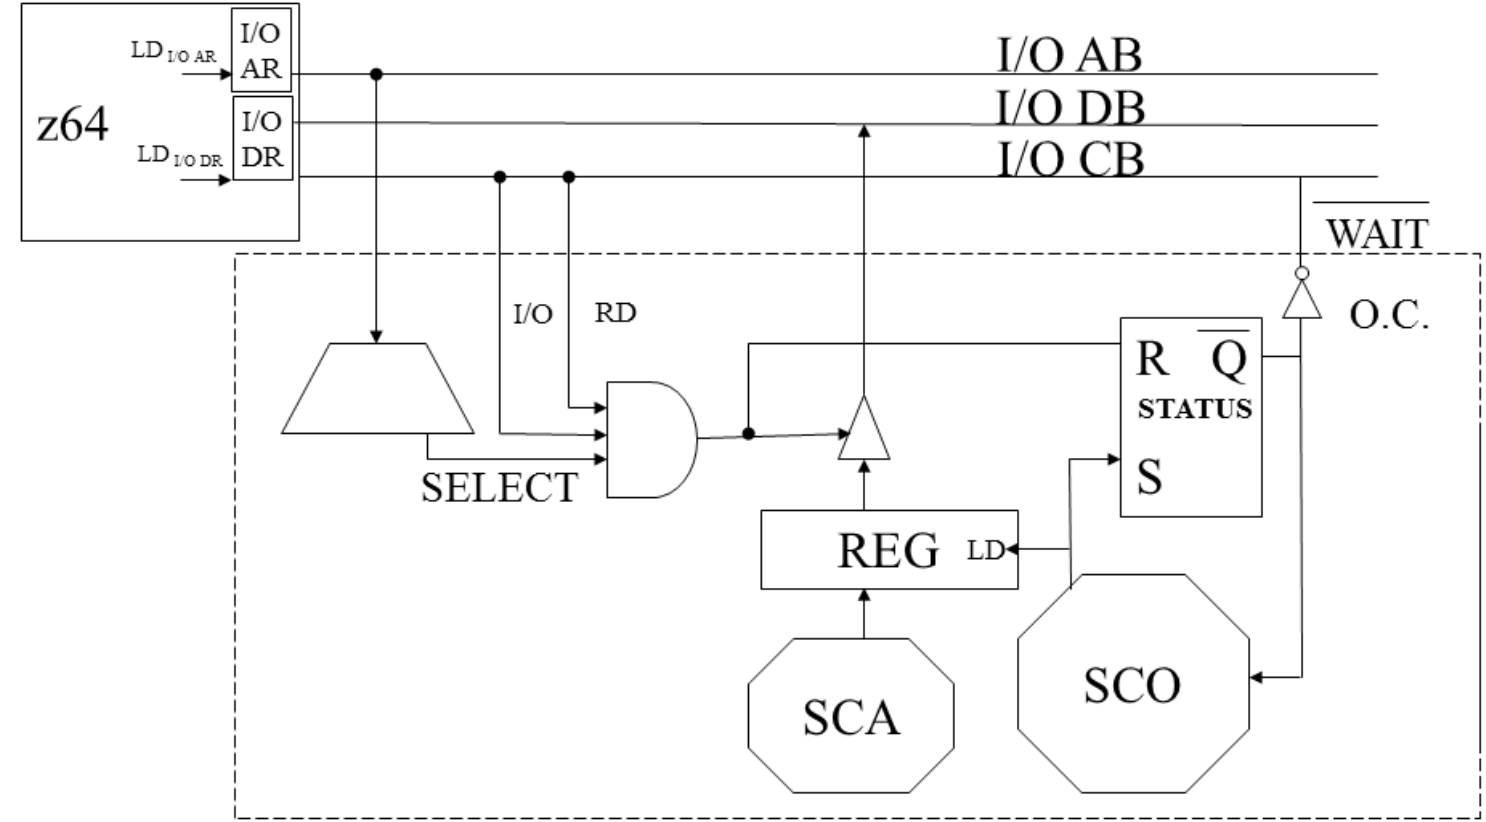 I/O
AR
LD I/O AR
z64
I/O
DR
LD I/O DR
I/O AB
I/O DB
I/O CB
WAIT
O.C.
I/O
RD
SELECT
R Q
STATUS
S
REG
LD
SCA
SCO